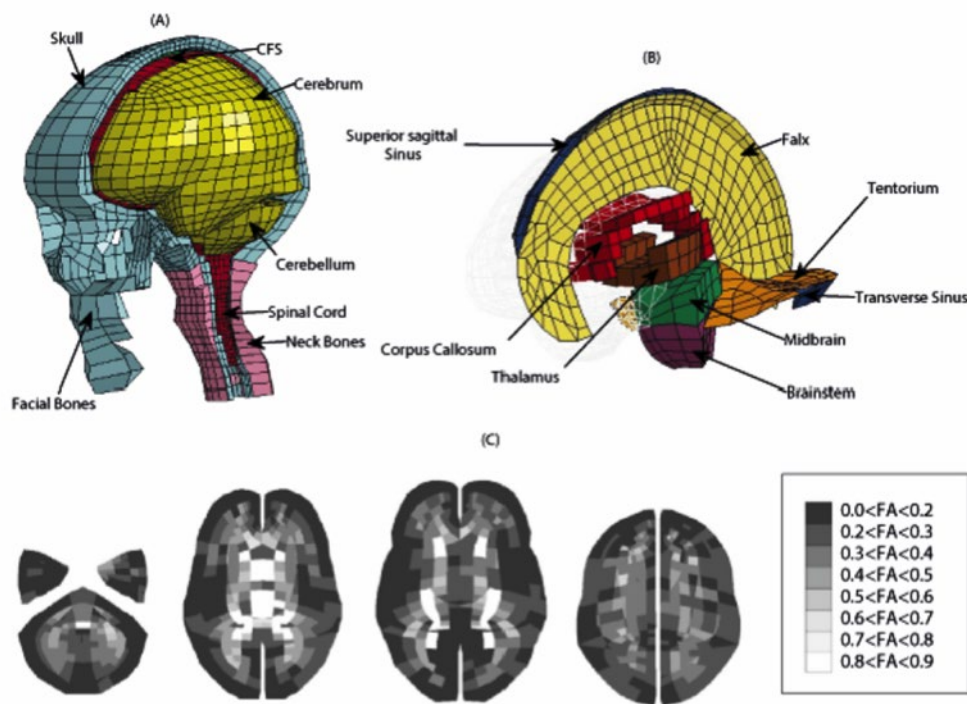 (A)
Skull
CFS
Cerebrum
Cerebellum
Spinal Cord
Neck Bones
Facial Bones
(B)
Superior sagittal
Sinus
Falx
Tentorium
Transverse Sinus
Corpus Callosum
Midbrain
Thalamus
Brainstem
(C)
0.0<FA<0.2
0.2<FA<0.3
0.3<FA<0.4
0.4<FA<0.5
0.5<FA<0.6
0.6<FA<0.7
0.7<FA<0.8
0.8<FA<0.9